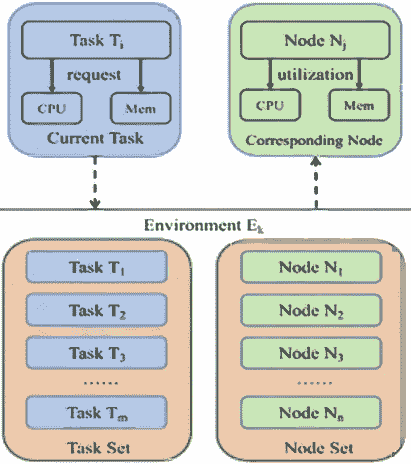 Task Ti
request
CPU
Mem
Current Task
Node Nj
utilization
CPU
Mem
Corresponding Node
Environment Ek
Task T1
Task T2
Task T3
......
Task Tm
Task Set
Node N1
Node N2
Node N3
......
Node Nn
Node Set